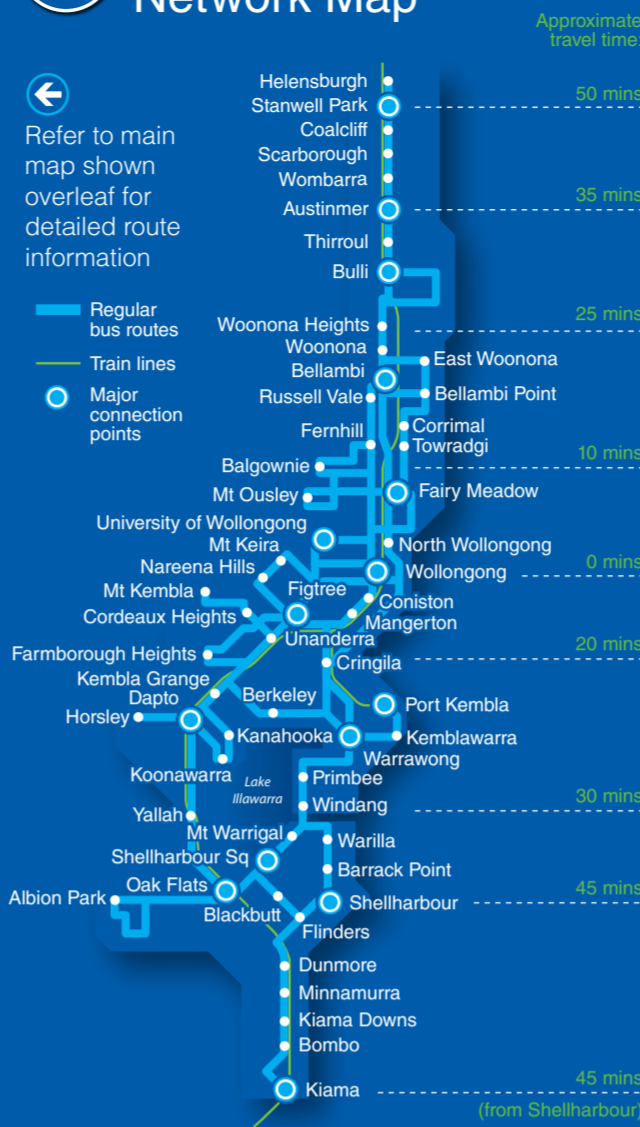 Network Map
Approximate
travel time:
Refer to main
map shown
overleaf for
detailed route
information
Regular
bus routes
Train lines
Major
connection
points
Helensburgh
Stanwell Park
50 mins
Coalcliff
Scarborough
Wombarra
Austinmer
35 mins
Thirroul
Bulli
Woonona Heights
25 mins
Woonona
East Woonona
Bellambi
Russell Vale
Bellambi Point
Fernhill
Corrimal
Towradgi
Balgownie
10 mins
Mt Ousley
Fairy Meadow
University of Wollongong
Mt Keira
North Wollongong
Nareena Hills
Wollongong
0 mins
Mt Kembla
Figtree
Coniston
Cordeaux Heights
Mangerton
Unanderra
Farmborough Heights
Cringila
20 mins
Kembla Grange
Dapto
Berkeley
Port Kembla
Horsley
Kanahooka
Kemblawarra
Koonawarra
Warrawong
Lake
Illawarra
Primbee
Windang
30 mins
Yallah
Mt Warrigal
Warilla
Shellharbour Sq
Barrack Point
Oak Flats
Albion Park
Shellharbour
45 mins
Blackbutt
Flinders
Dunmore
Minnamurra
Kiama Downs
Bombo
Kiama
45 mins
(from Shellharbour)